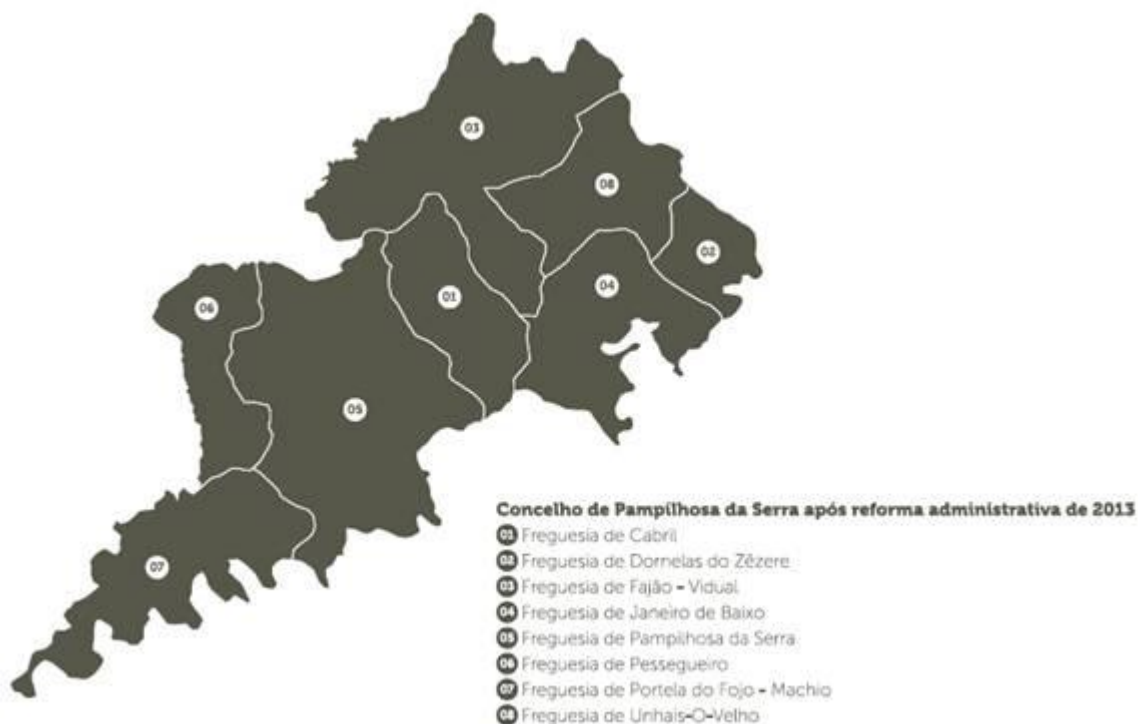 03
08
02
04
01
06
05
07
Concelho de Pampilhosa da Serra após reforma administrativa de 2013
01 Freguesia de Cabril
02 Freguesia de Dornelas do Zêzere
03 Freguesia de Fajão - Vidual
04 Freguesia de Janeiro de Baixo
05 Freguesia de Pampilhosa da Serra
06 Freguesia de Pessegueiro
07 Freguesia de Portela do Fojo - Machio
08 Freguesia de Unhais-O-Velho